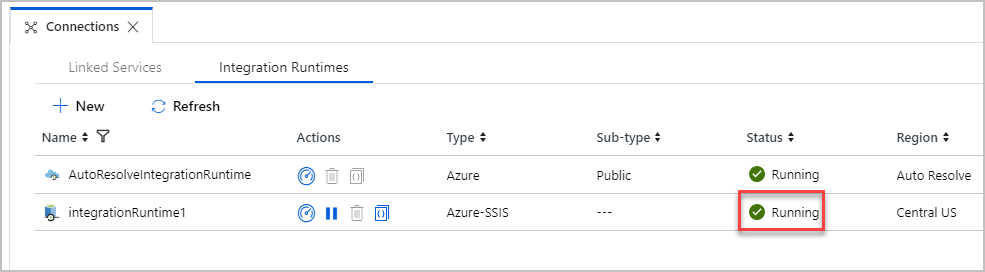 Connections
Linked Services Integration Runtimes
New Refresh
Name Actions Type Sub-type Status Region
AutoResolveIntegrationRuntime Azure Public Running Auto Resolve
integrationRuntime1 Azure-SSIS --- Running Central US